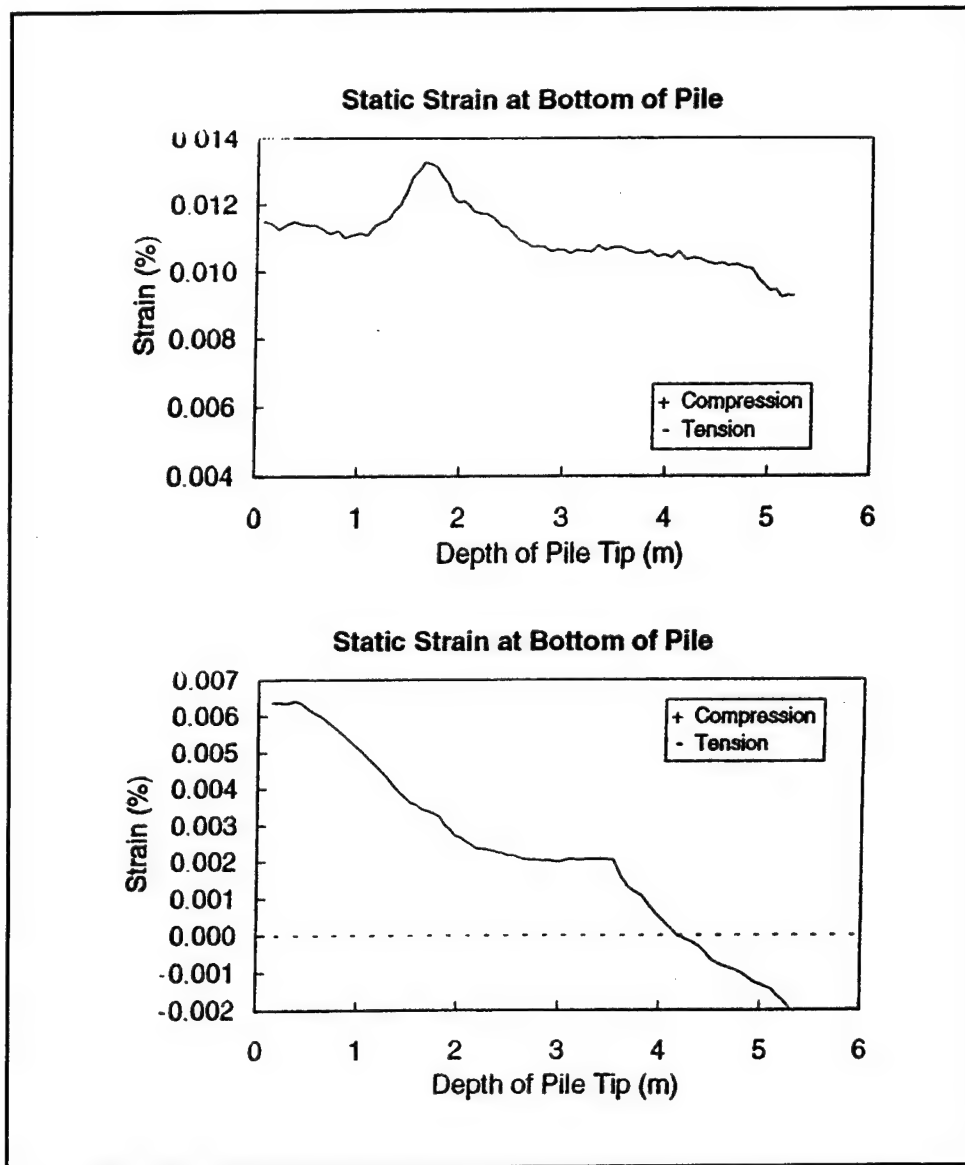 Static Strain at Bottom of Pile
0.014
0.012
0.010
0.008
0.006
0.004
Strain (%)
+ Compression
- Tension
0 1 2 3 4 5 6
Depth of Pile Tip (m)
Static Strain at Bottom of Pile
0.007
0.006
0.005
0.004
0.003
0.002
0.001
0.000
-0.001
-0.002
Strain (%)
+ Compression
- Tension
0 1 2 3 4 5 6
Depth of Pile Tip (m)